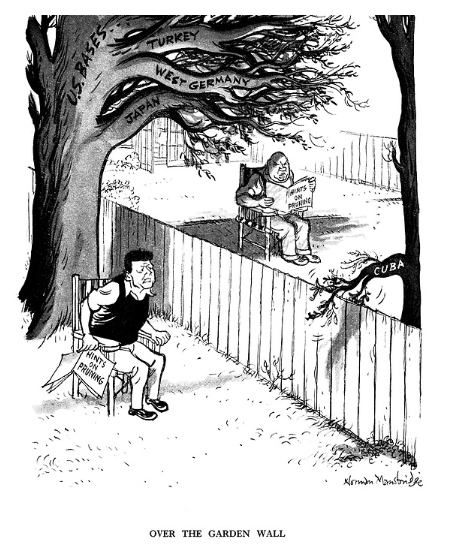 U.S. BASES
TURKEY
WEST GERMANY
JAPAN
HINTS
ON
PRUNING
CUBA
HINTS
ON
PRUNING
Norman Mansbridge
OVER THE GARDEN WALL